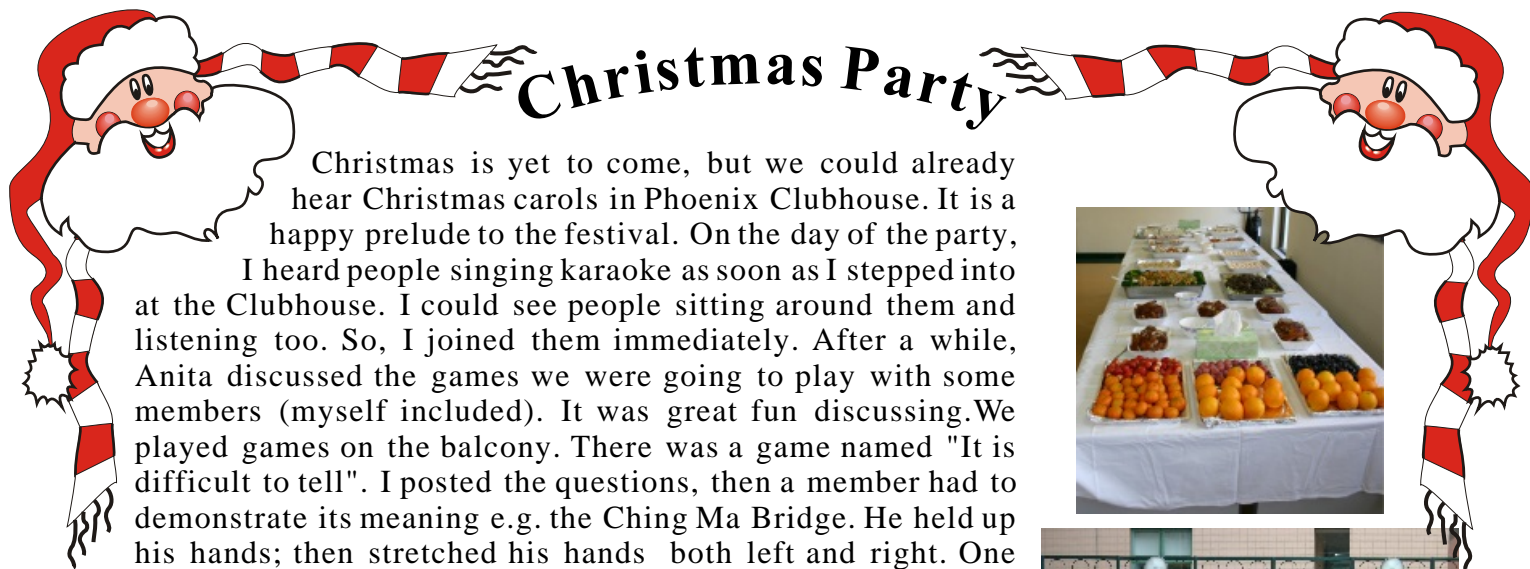 Christmas Party
Christmas is yet to come, but we could already
hear Christmas carols in Phoenix Clubhouse. It is a
happy prelude to the festival. On the day of the party,
I heard people singing karaoke as soon as I stepped into
at the Clubhouse. I could see people sitting around them and
listening too. So, I joined them immediately. After a while,
Anita discussed the games we were going to play with some
members (myself included). It was great fun discussing.We
played games on the balcony. There was a game named "It is
difficult to tell". I posted the questions, then a member had to
demonstrate its meaning e.g. the Ching Ma Bridge. He held up
his hands; then stretched his hands both left and right. One